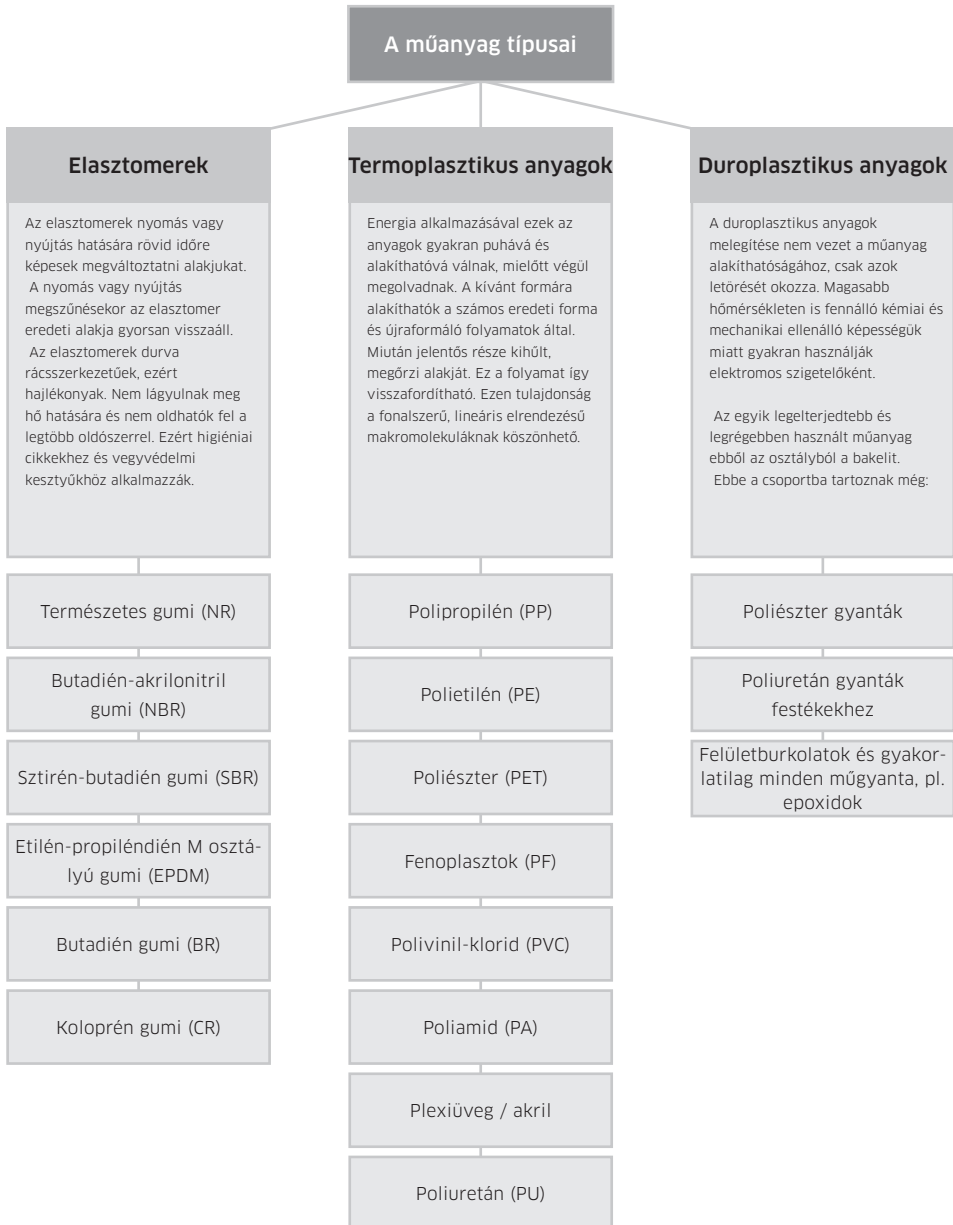 A műanyag típusai
Elasztomerek
Az elasztomerek nyomás vagy
nyújtás hatására rövid időre
képesek megváltoztatni alakjukat.
A nyomás vagy nyújtás
megszűnésekor az elasztomer
eredeti alakja gyorsan visszaáll.
Az elasztomerek durva
rácsszerkezetűek, ezért
hajlékonyak. Nem lágyulnak meg
hő hatására és nem oldhatók fel a
legtöbb oldószerrel. Ezért higiéniai
cikkekhez és vegyvédelmi
kesztyűkhöz alkalmazzák.
Természetes gumi (NR)
Butadién-akrilonitril
gumi (NBR)
Sztirén-butadién gumi (SBR)
Etilén-propiléndién M osztá-
lyú gumi (EPDM)
Butadién gumi (BR)
Koloprén gumi (CR)
Termoplasztikus anyagok
Energia alkalmazásával ezek az
anyagok gyakran puhává és
alakíthatóvá válnak, mielőtt végül
megolvadnak. A kívánt formára
alakíthatók a számos eredeti forma
és újraformáló folyamatok által.
Miután jelentős része kihűlt,
megőrzi alakját. Ez a folyamat így
visszafordítható. Ezen tulajdonság
a fonalszerű, lineáris elrendezésű
makromolekuláknak köszönhető.
Polipropilén (PP)
Polietilén (PE)
Poliészter (PET)
Fenoplasztok (PF)
Polivinil-klorid (PVC)
Poliamid (PA)
Plexiüveg / akril
Poliuretán (PU)
Duroplasztikus anyagok
A duroplasztikus anyagok
melegítése nem vezet a műanyag
alakíthatóságához, csak azok
letörését okozza. Magasabb
hőmérsékleten is fennálló kémiai és
mechanikai ellenálló képességük
miatt gyakran használják
elektromos szigetelőként.
Az egyik legelterjedtebb és
legrégebben használt műanyag
ebből az osztályból a bakelit.
Ebbe a csoportba tartoznak még:
Poliészter gyanták
Poliuretán gyanták
festékekhez
Felületburkolatok és gyakor-
latilag minden műgyanta, pl.
epoxidok